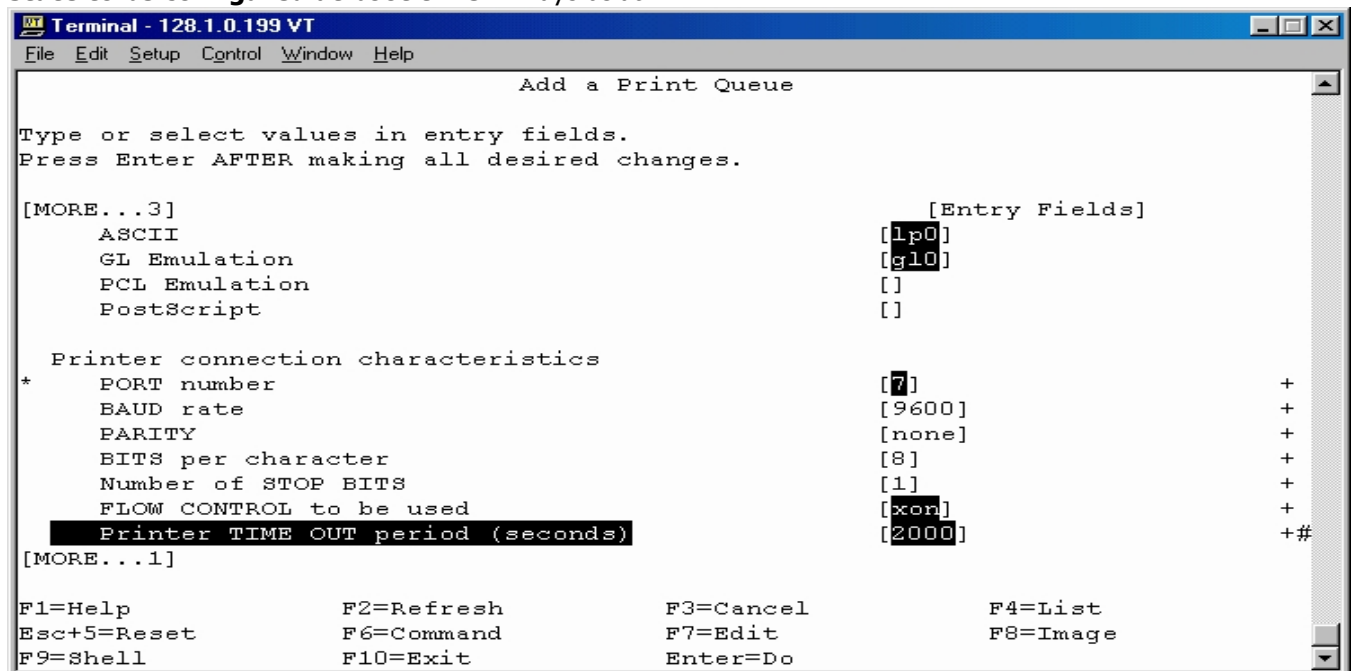 Terminal - 128.1.0.199 VT
File Edit Setup Control Window Help
Add a Print Queue
Type or select values in entry fields.
Press Enter AFTER making all desired changes.
[MORE...3] [Entry Fields]
ASCII [lp0]
GL Emulation [gl0]
PCL Emulation []
PostScript []
Printer connection characteristics
* PORT number [7] +
BAUD rate [9600] +
PARITY [none] +
BITS per character [8] +
Number of STOP BITS [1] +
FLOW CONTROL to be used [xon] +
Printer TIME OUT period (seconds) [2000] +#
[MORE...1]
F1=Help F2=Refresh F3=Cancel F4=List
Esc+5=Reset F6=Command F7=Edit F8=Image
F9=Shell F10=Exit Enter=Do